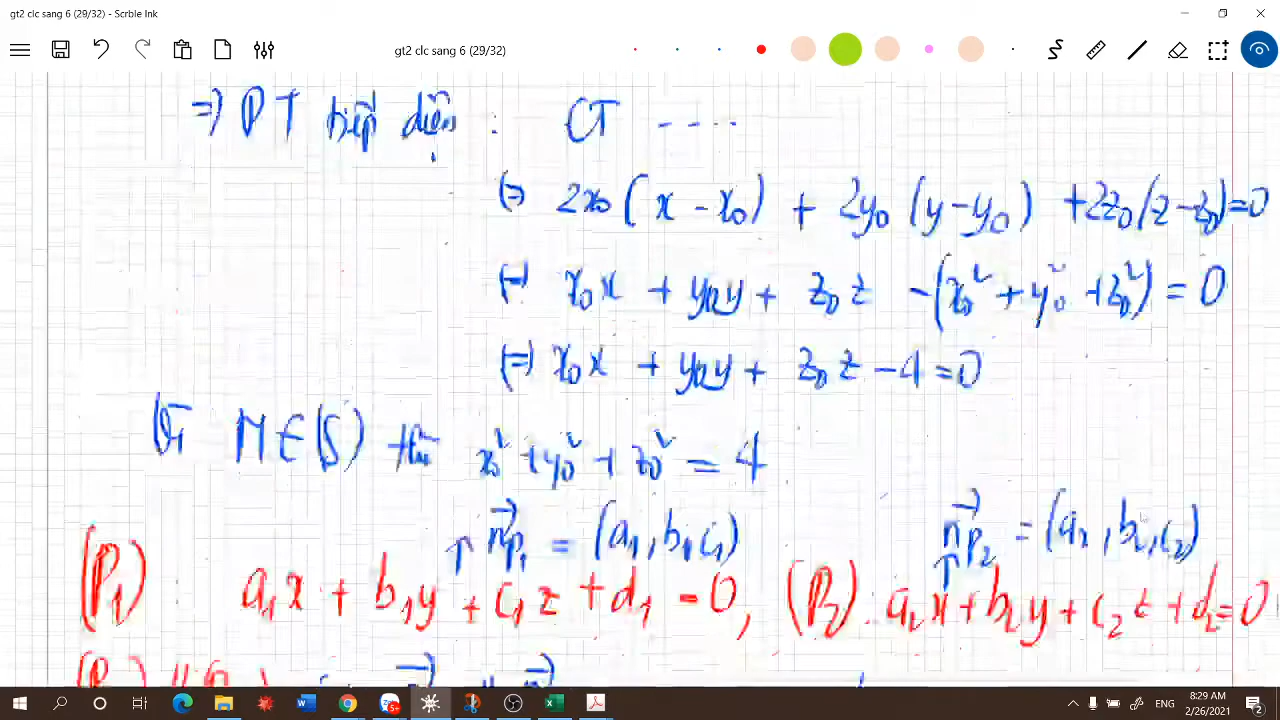 gt2 clc sang 6 (29/32) - Scrble Ink
gt2 clc sang 6 (29/32)
=) PT tiếp diện : CT ....
(=) 2x₀(x - x₀) + 2y₀(y - y₀) + 2z₀(z - z₀) = 0
(=) x₀x + y₀y + z₀z - (x₀² + y₀² + z₀²) = 0
(=) x₀x + y₀y + z₀z - 4 = 0
M ∈ (S) thì x₀² + y₀² + z₀² = 4
n⃗p₁ = (a₁, b₁, c₁) n⃗p₂ = (a₂, b₂, c₂)
(P₁) a₁x + b₁y + c₁z + d₁ = 0, (P₂) : a₂x + b₂y + c₂z + d₂ = 0
5+
ENG
8:29 AM
2/26/2021
2